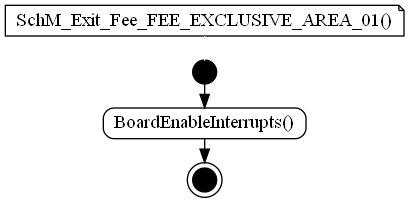 SchM_Exit_Fee_FEE_EXCLUSIVE_AREA_01()
BoardEnableInterrupts()